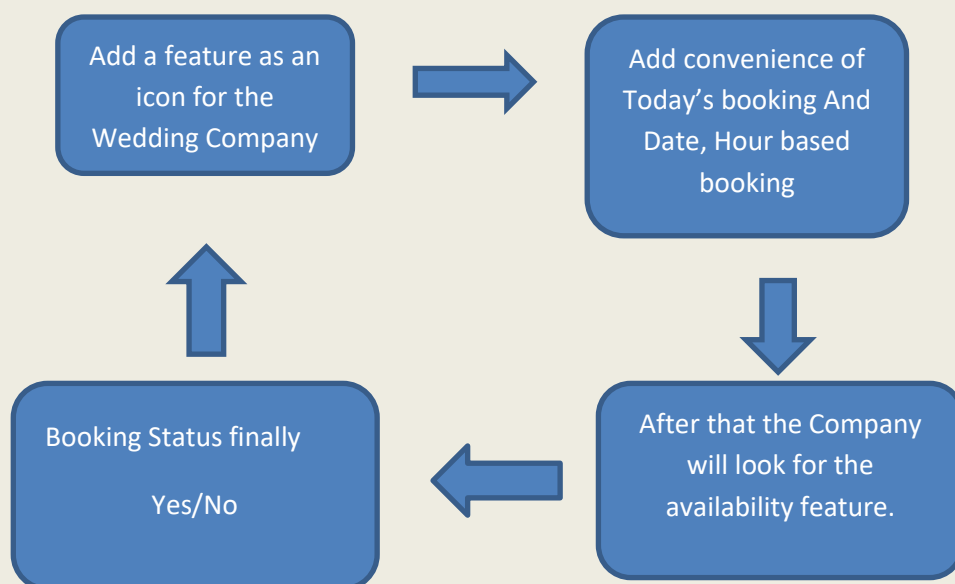 Add a feature as an
icon for the
Wedding Company
Add convenience of
Today’s booking And
Date, Hour based
booking
After that the Company
will look for the
availability feature.
Booking Status finally
Yes/No